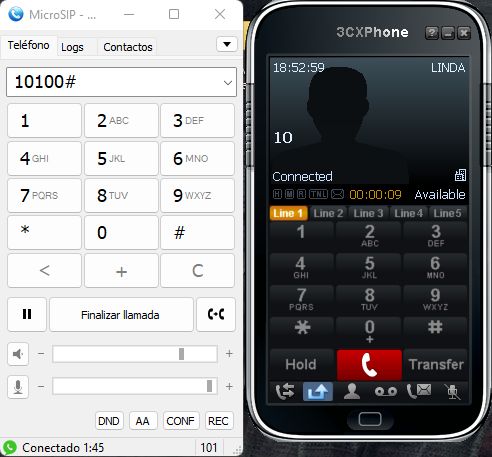 MicroSIP - ...
Teléfono
Logs
Contactos
10100#
1
2 ABC
3 DEF
4 GHI
5 JKL
6 MNO
7 PQRS
8 TUV
9 WXYZ
*
0
#
<
+
C
Finalizar llamada
-
+
-
+
DND
AA
CONF
REC
Conectado 1:45
101
3CXPhone
?
18:52:59
LINDA
10
Connected
H
M
R
TNL
00:00:09
Available
Line 1
Line 2
Line 3
Line 4
Line5
1
2
ABC
3
DEF
4
GHI
5
JKL
6
MNO
7
PQRS
8
TUV
9
WXYZ
*
0
+
#
Hold
Transfer